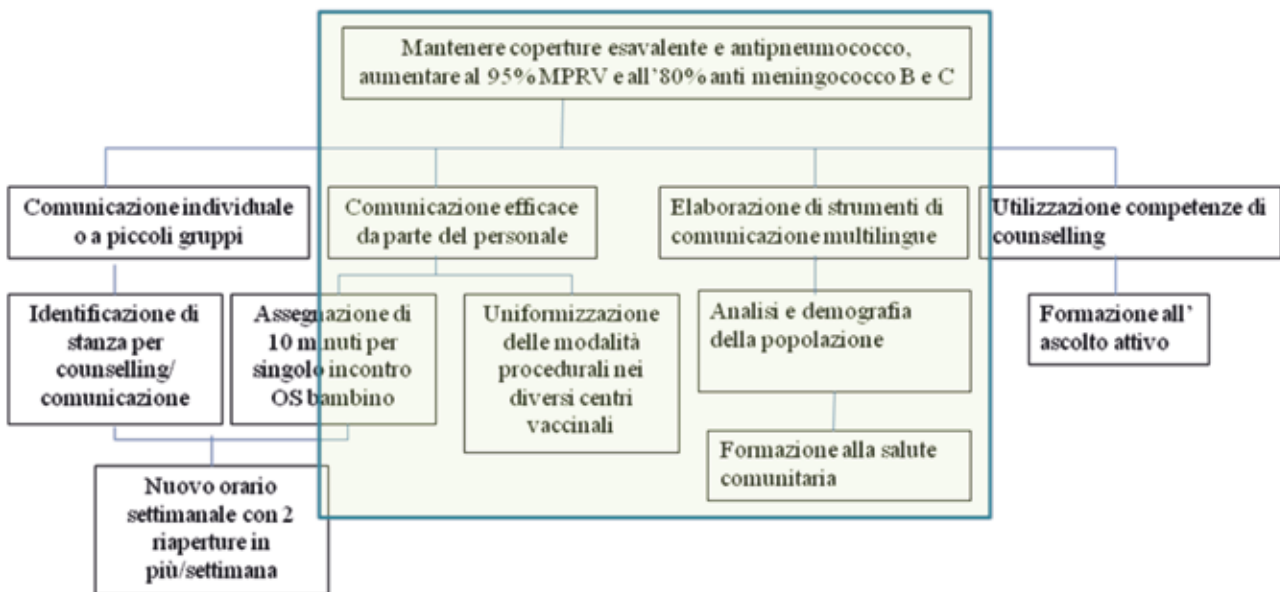 Mantenere coperture esavalente e antipneumococco,
aumentare al 95% MPRV e all'80% anti meningococco B e C
Comunicazione individuale
o a piccoli gruppi
Comunicazione efficace
da parte del personale
Elaborazione di strumenti di
comunicazione multilingue
Utilizzazione competenze di
counselling
Identificazione di
stanza per
counselling/
comunicazione
Assegnazione di
10 minuti per
singolo incontro
OS bambino
Uniformizzazione
delle modalità
procedurali nei
diversi centri
vaccinali
Analisi e demografia
della popolazione
Formazione all'
ascolto attivo
Formazione alla salute
comunitaria
Nuovo orario
settimanale con 2
riaperture in
più/settimana